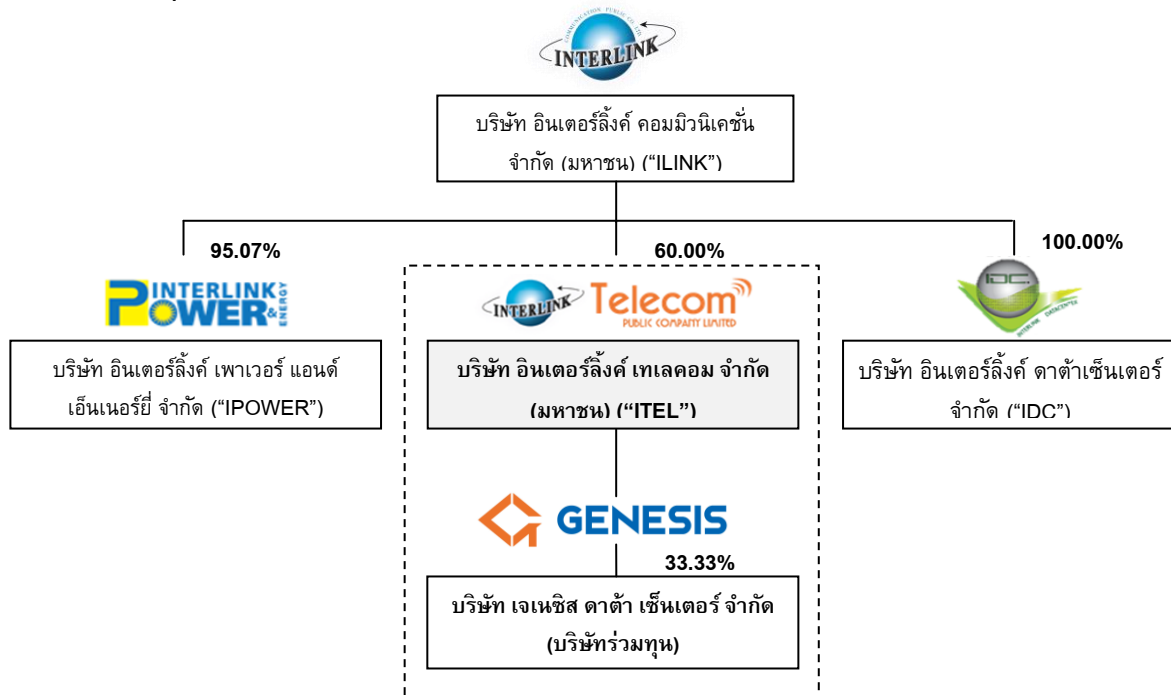 COMMUNICATION PUBLIC CO.,LTD.
INTERLINK
บริษัท อินเตอร์ลิ้งค์ คอมมิวนิเคชั่น
จำกัด (มหาชน) (“ILINK”)
95.07%
60.00%
100.00%
INTERLINK
POWER & ENERGY
INTERLINK Telecom
PUBLIC COMPANY LIMITED
IDC
INTERLINK DATACENTER
บริษัท อินเตอร์ลิ้งค์ เพาเวอร์ แอนด์
เอ็นเนอร์ยี่ จำกัด (“IPOWER”)
บริษัท อินเตอร์ลิ้งค์ เทเลคอม จำกัด
(มหาชน) (“ITEL”)
บริษัท อินเตอร์ลิ้งค์ ดาต้าเซ็นเตอร์
จำกัด (“IDC”)
GENESIS
33.33%
บริษัท เจเนซิส ดาต้า เซ็นเตอร์ จำกัด
(บริษัทร่วมทุน)